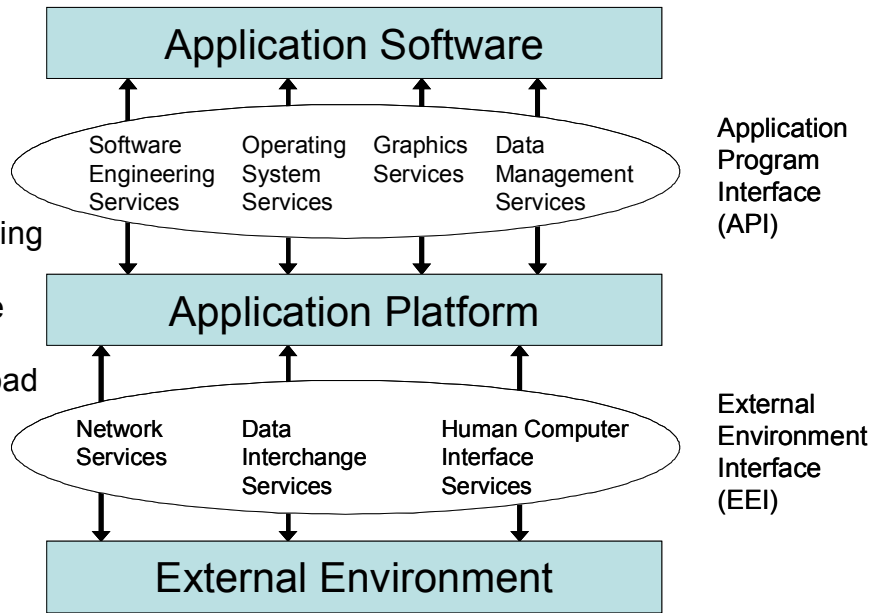 Application Software
Software
Engineering
Services
Operating
System
Services
Graphics
Services
Data
Management
Services
Application
Program
Interface
(API)
Application Platform
Network
Services
Data
Interchange
Services
Human Computer
Interface
Services
External
Environment
Interface
(EEI)
External Environment